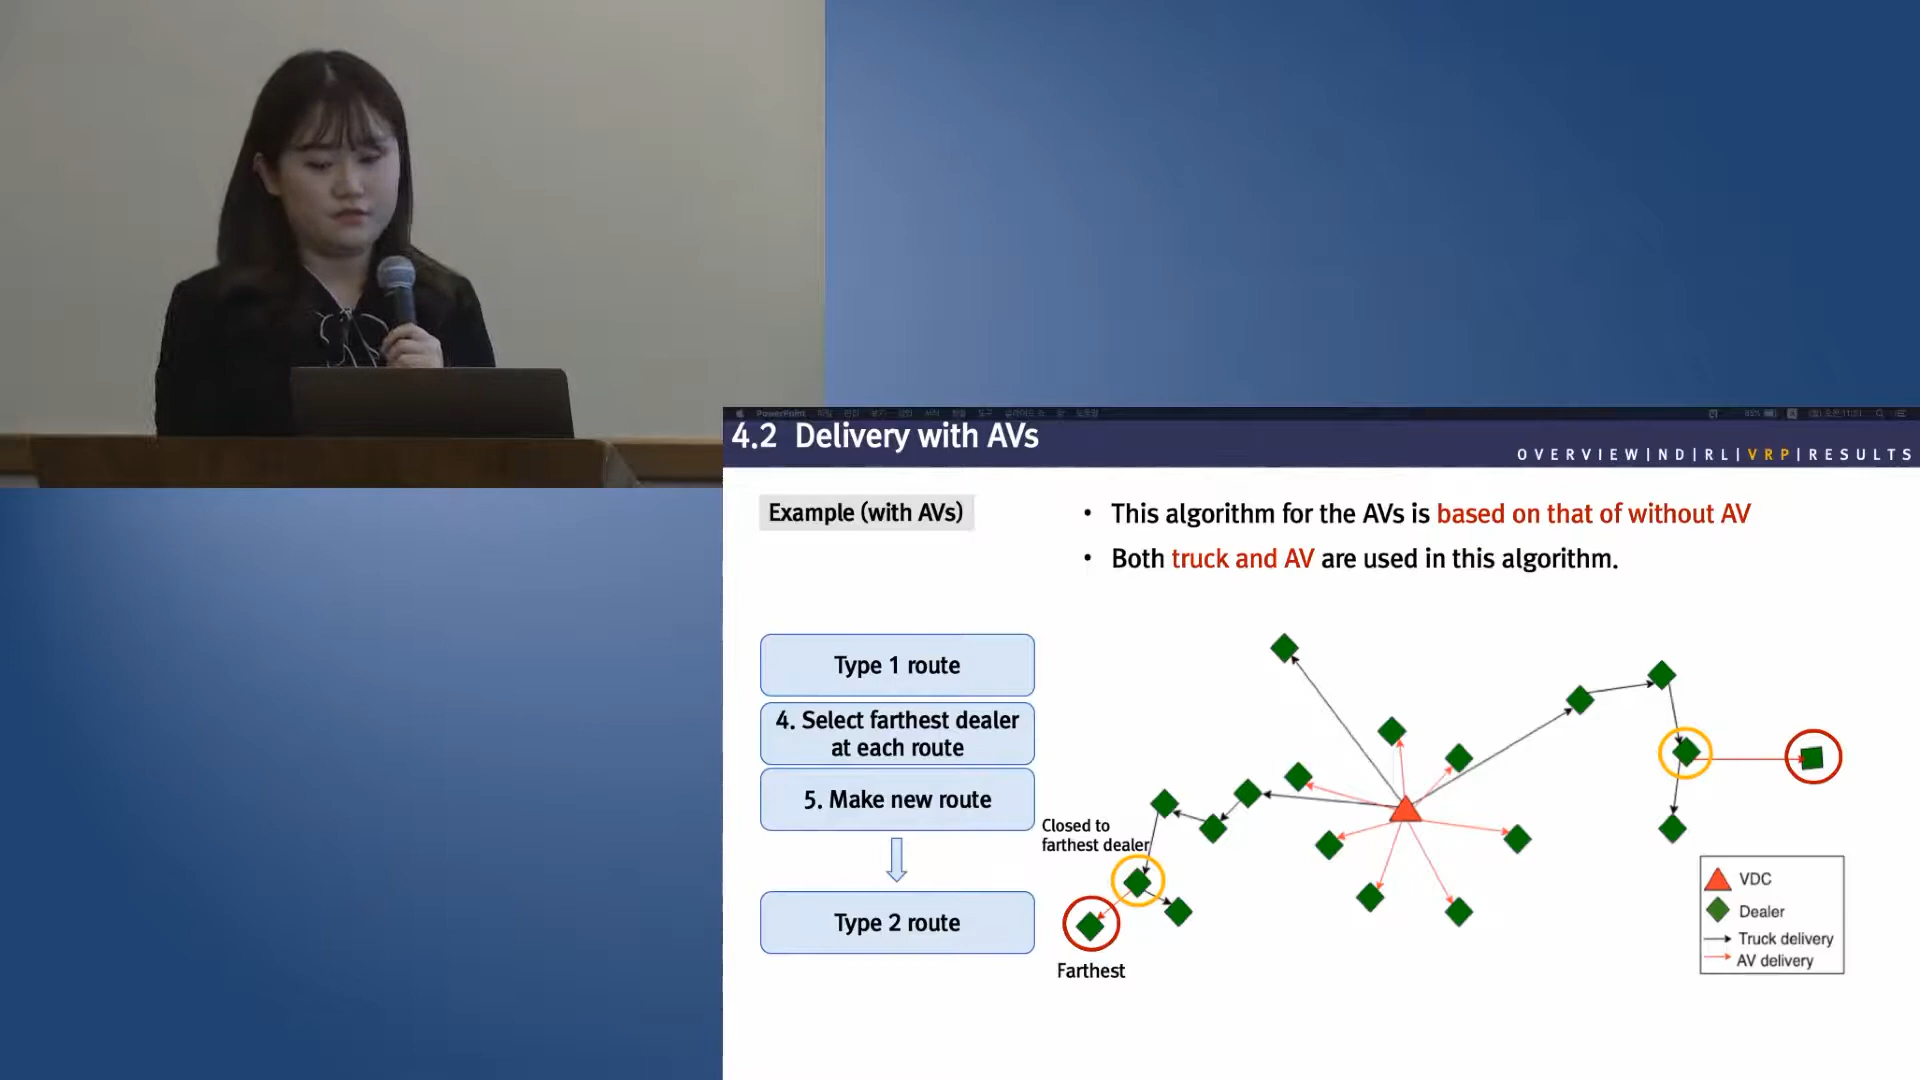 PowerPoint
4.2 Delivery with AVs
OVERVIEW|ND|RL|VRP|RESULTS
Example (with AVs)
• This algorithm for the AVs is based on that of without AV
• Both truck and AV are used in this algorithm.
Type 1 route
4. Select farthest dealer
at each route
5. Make new route
Type 2 route
Closed to
farthest dealer
Farthest
VDC
Dealer
Truck delivery
AV delivery